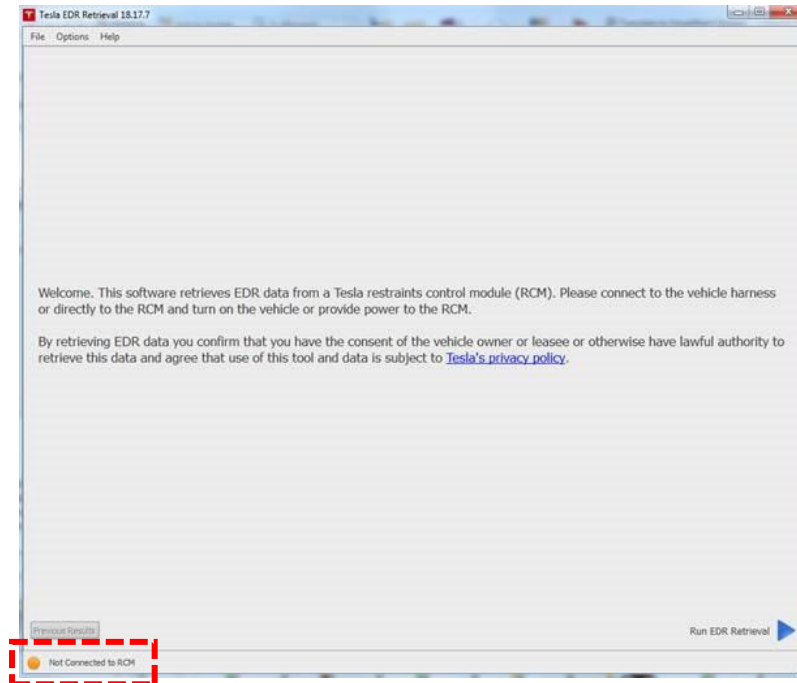 Tesla EDR Retrieval 18.17.7
File Options Help
Welcome. This software retrieves EDR data from a Tesla restraints control module (RCM). Please connect to the vehicle harness
or directly to the RCM and turn on the vehicle or provide power to the RCM.
By retrieving EDR data you confirm that you have the consent of the vehicle owner or leasee or otherwise have lawful authority to
retrieve this data and agree that use of this tool and data is subject to Tesla's privacy policy.
Previous Results
Run EDR Retrieval
Not Connected to RCM